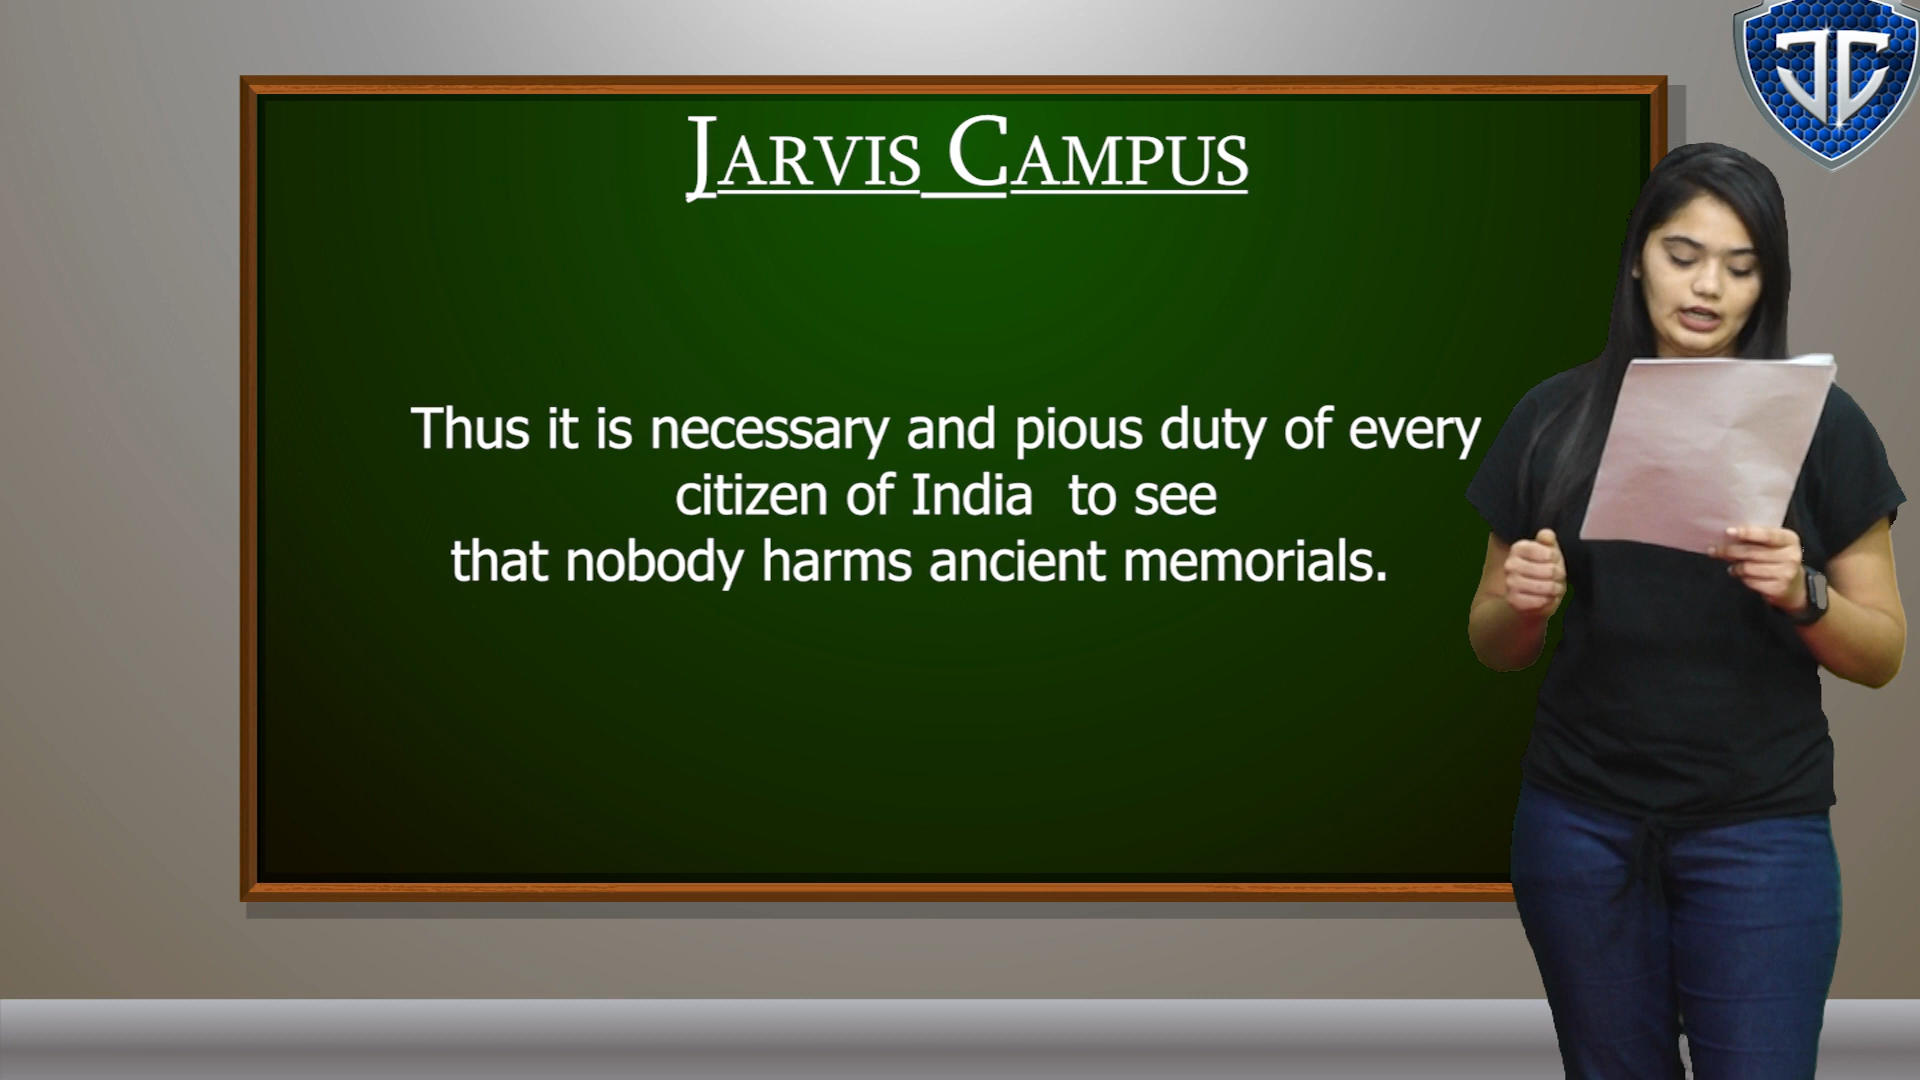 JARVIS CAMPUS
Thus it is necessary and pious duty of every
citizen of India  to see
that nobody harms ancient memorials.
JC